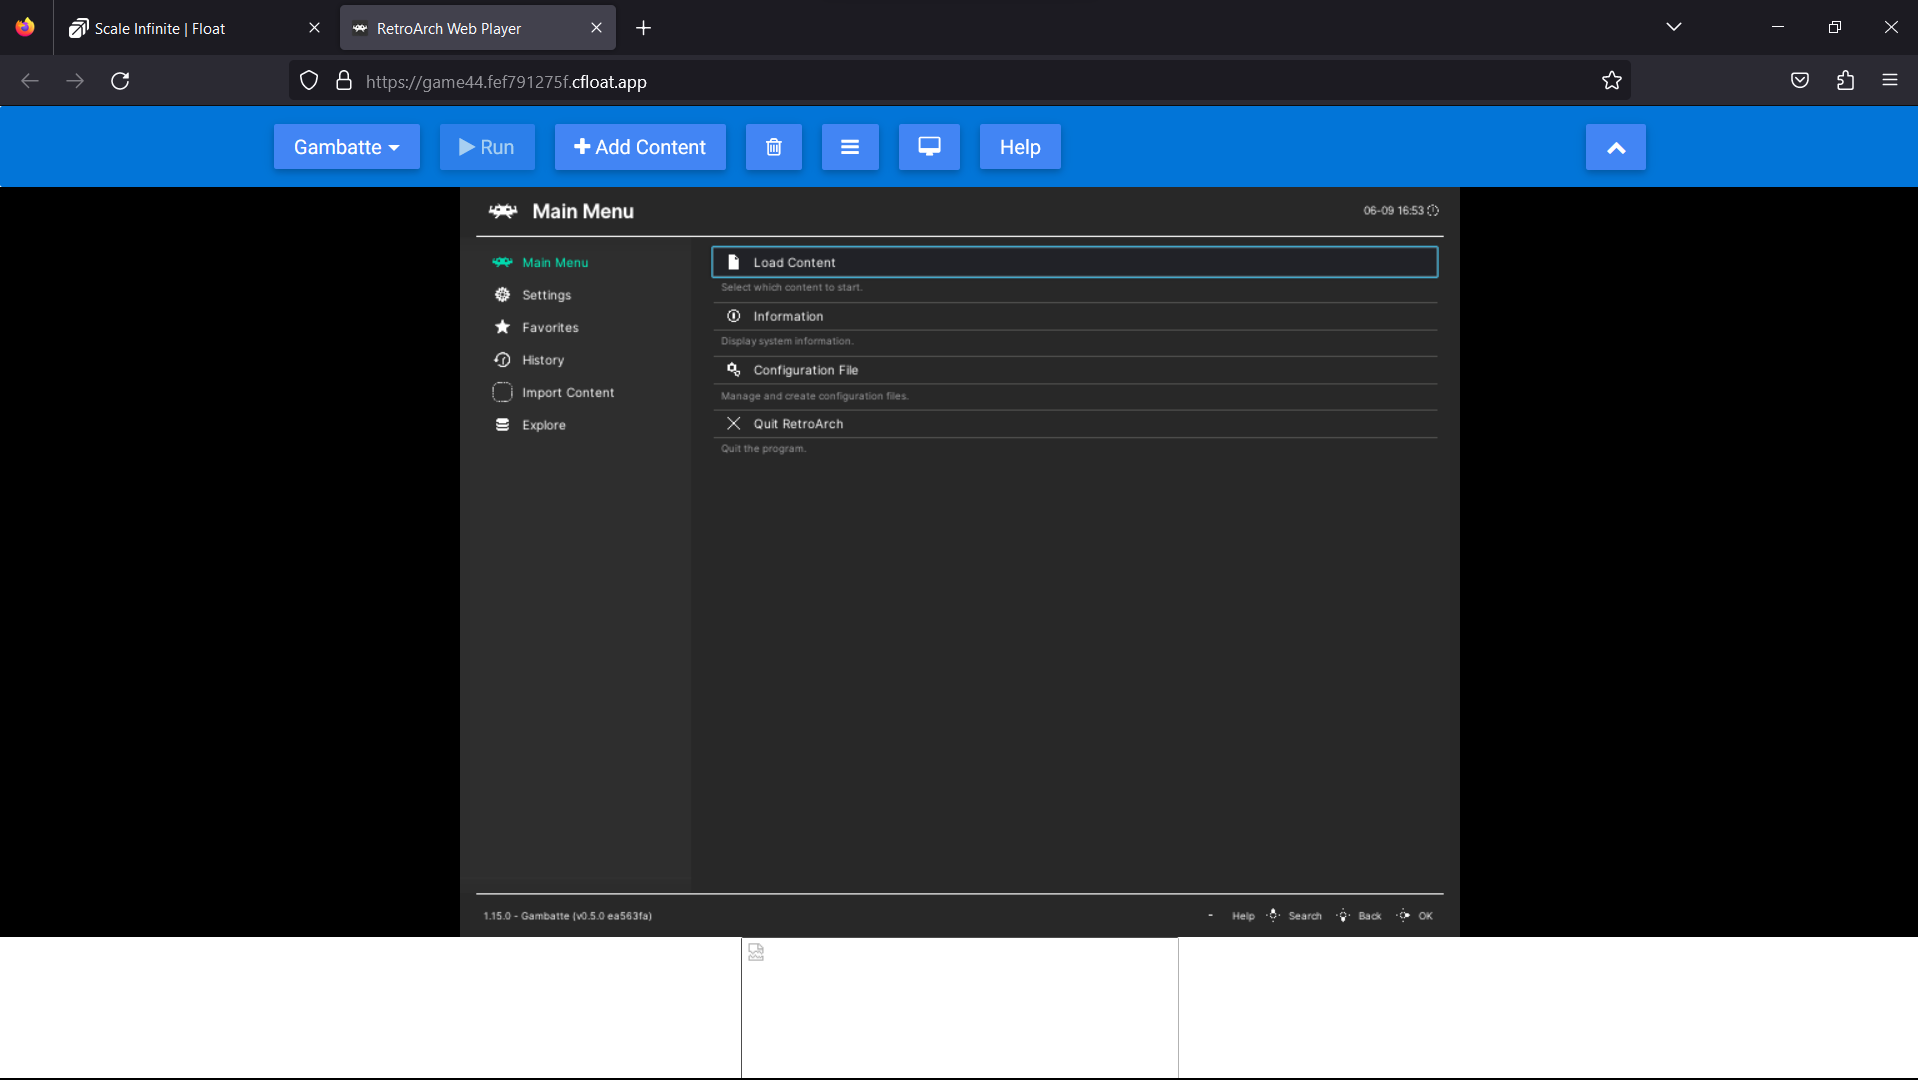 Scale Infinite | Float
RetroArch Web Player
https://game44.fef791275f.cfloat.app
Gambatte
Run
Add Content
Help
Main Menu
06-09 16:53
Main Menu
Settings
Favorites
History
Import Content
Explore
Load Content
Select which content to start.
Information
Display system information.
Configuration File
Manage and create configuration files.
Quit RetroArch
Quit the program.
1.15.0 - Gambatte (v0.5.0 ea563fa)
- Help Search Back OK